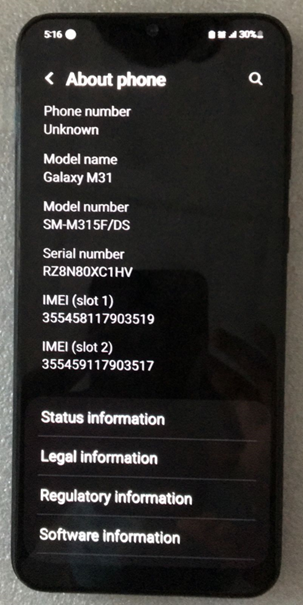 5:16 30%
About phone
Phone number
Unknown
Model name
Galaxy M31
Model number
SM-M315F/DS
Serial number
RZ8N80XC1HV
IMEI (slot 1)
355458117903519
IMEI (slot 2)
355459117903517
Status information
Legal information
Regulatory information
Software information